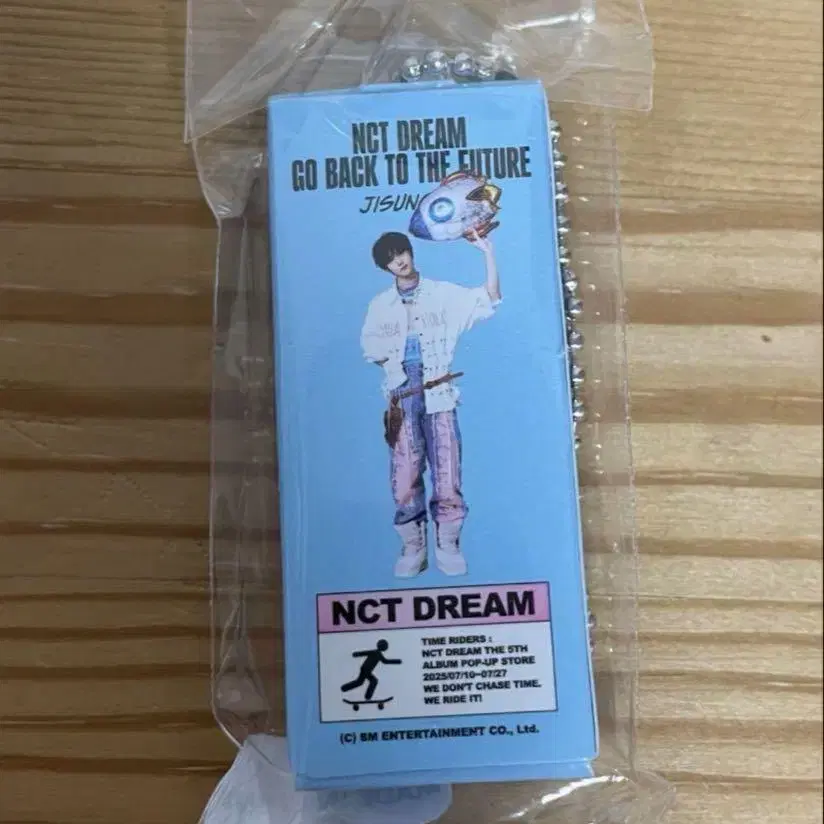 NCT DREAM
GO BACK TO THE FUTURE
JISUN
NCT DREAM
TIME RIDERS :
NCT DREAM THE 5TH
ALBUM POP-UP STORE
2025/07/10~07/27
WE DON'T CHASE TIME,
WE RIDE IT!
(C) SM ENTERTAINMENT CO., Ltd.